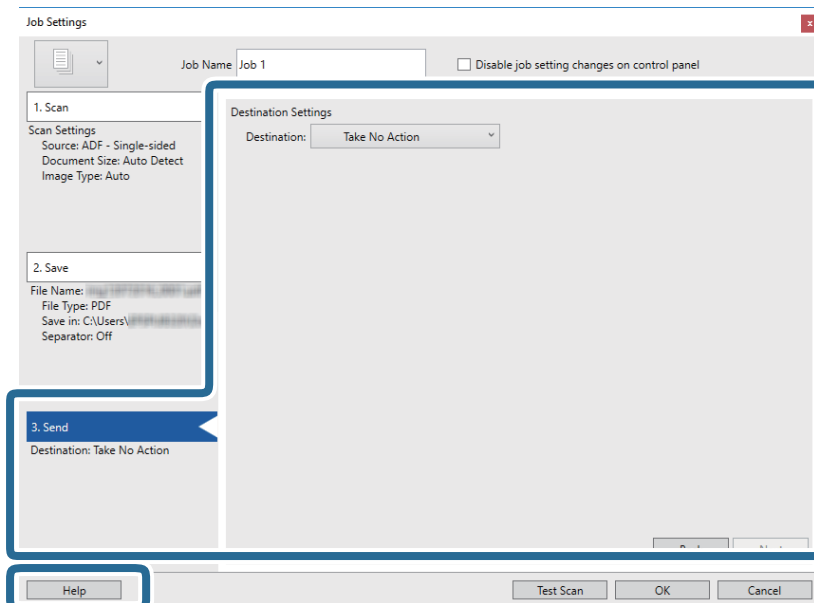 Job Settings
x
Job Name Job 1 Disable job setting changes on control panel
1. Scan
Scan Settings
Source: ADF - Single-sided
Document Size: Auto Detect
Image Type: Auto
2. Save
File Name:
File Type: PDF
Save in: C:\Users\
Separator: Off
3. Send
Destination: Take No Action
Destination Settings
Destination: Take No Action
Help Test Scan OK Cancel